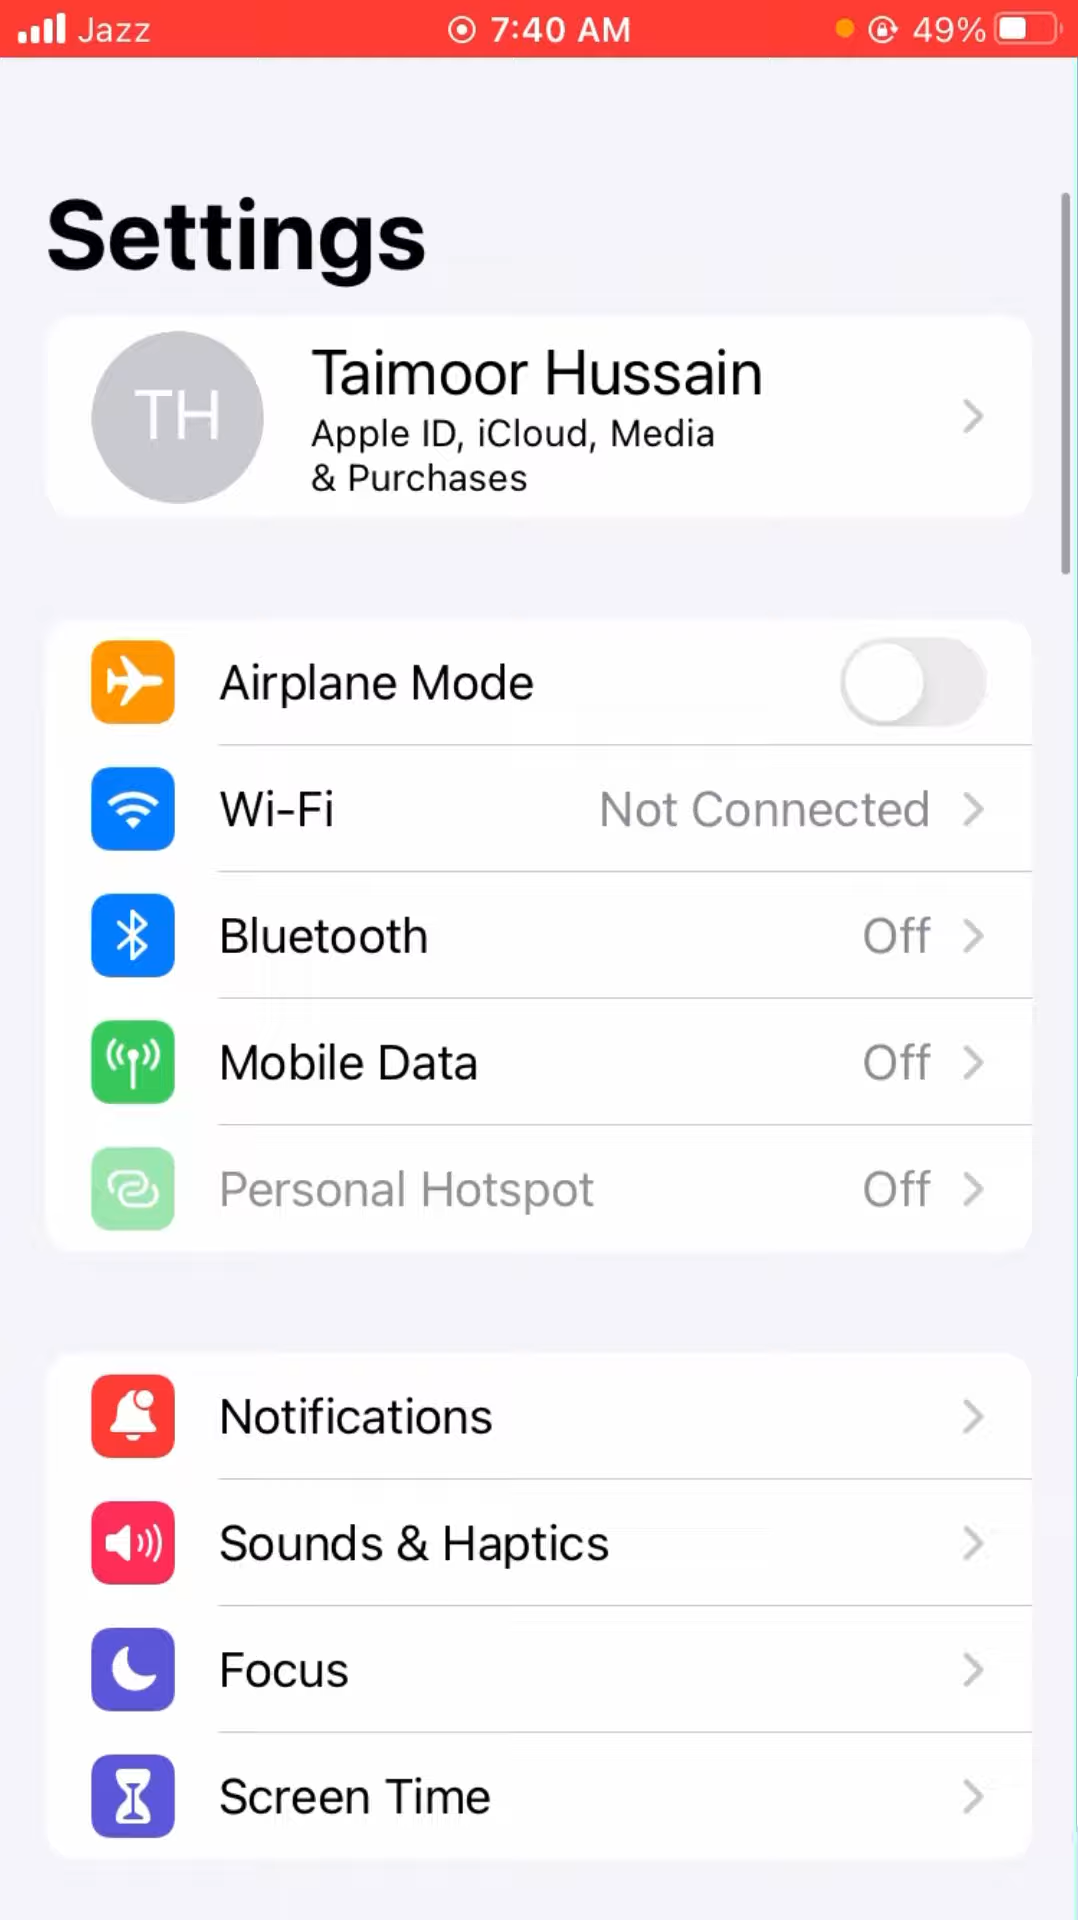 Jazz 7:40 AM 49%
Settings
TH
Taimoor Hussain
Apple ID, iCloud, Media
& Purchases
Airplane Mode
Wi-Fi Not Connected
Bluetooth Off
Mobile Data Off
Personal Hotspot Off
Notifications
Sounds & Haptics
Focus
Screen Time